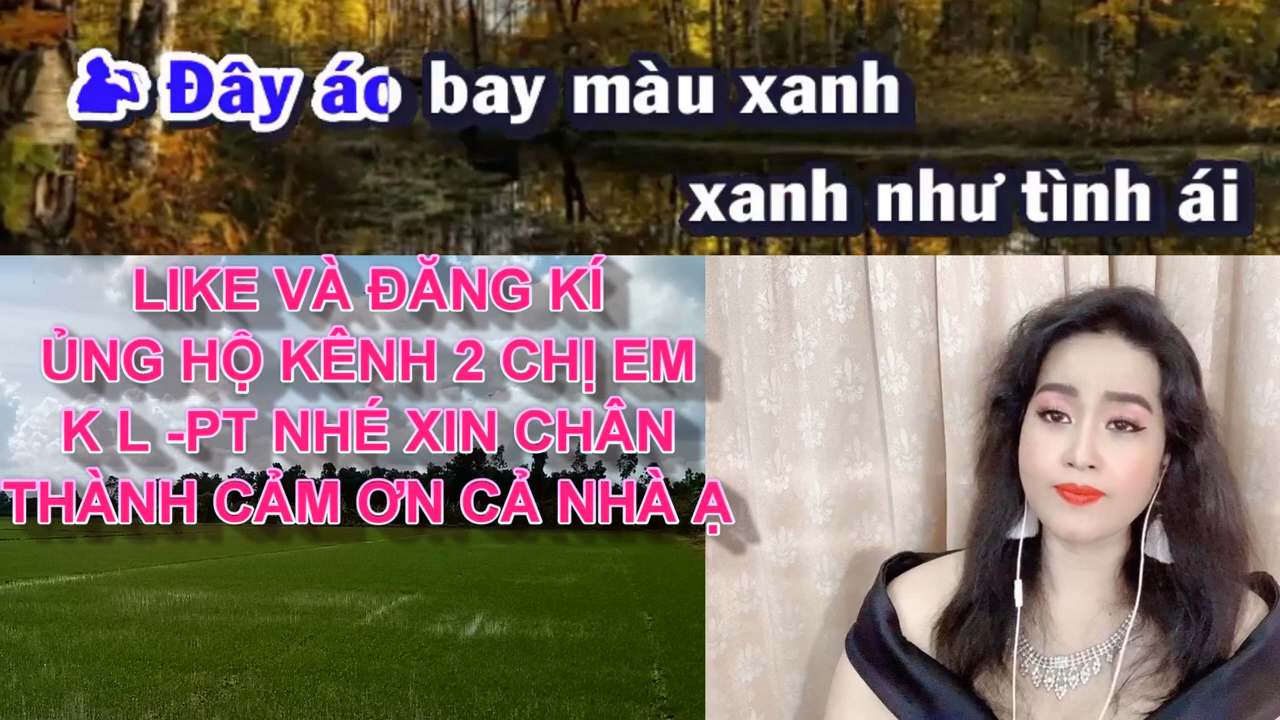 Đây áo bay màu xanh
xanh như tình ái
LIKE VÀ ĐĂNG KÍ
ỦNG HỘ KÊNH 2 CHỊ EM
K L -PT NHÉ XIN CHÂN
THÀNH CẢM ƠN CẢ NHÀ Ạ